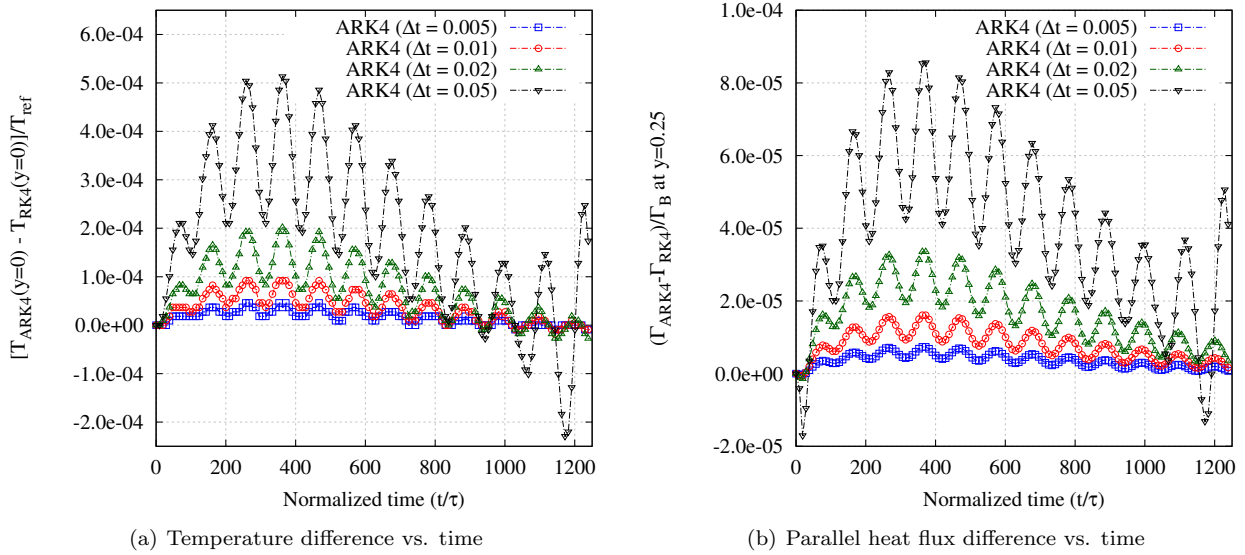 ARK4 (Δt = 0.005)
ARK4 (Δt = 0.01)
ARK4 (Δt = 0.02)
ARK4 (Δt = 0.05)
6.0e-04
5.0e-04
4.0e-04
3.0e-04
2.0e-04
1.0e-04
0.0e+00
-1.0e-04
-2.0e-04
[T_ARK4(y=0) - T_RK4(y=0)]/T_ref
0 200 400 600 800 1000 1200
Normalized time (t/τ)
(a) Temperature difference vs. time
ARK4 (Δt = 0.005)
ARK4 (Δt = 0.01)
ARK4 (Δt = 0.02)
ARK4 (Δt = 0.05)
1.0e-04
8.0e-05
6.0e-05
4.0e-05
2.0e-05
0.0e+00
-2.0e-05
(Γ_ARK4-Γ_RK4)/Γ_B at y=0.25
0 200 400 600 800 1000 1200
Normalized time (t/τ)
(b) Parallel heat flux difference vs. time